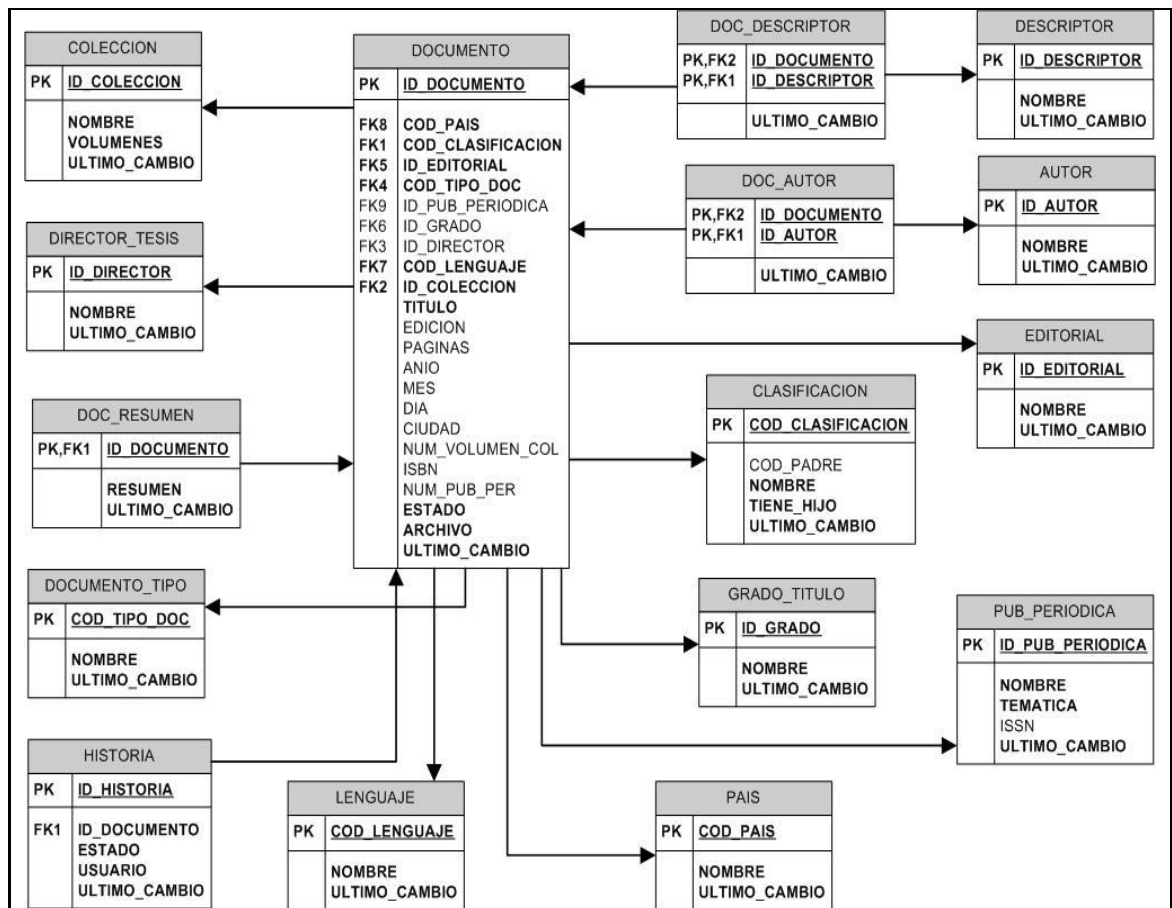 COLECCION
PK ID_COLECCION
NOMBRE
VOLUMENES
ULTIMO_CAMBIO
DIRECTOR_TESIS
PK ID_DIRECTOR
NOMBRE
ULTIMO_CAMBIO
DOC_RESUMEN
PK,FK1 ID_DOCUMENTO
RESUMEN
ULTIMO_CAMBIO
DOCUMENTO_TIPO
PK COD_TIPO_DOC
NOMBRE
ULTIMO_CAMBIO
HISTORIA
PK ID_HISTORIA
FK1 ID_DOCUMENTO
ESTADO
USUARIO
ULTIMO_CAMBIO
DOCUMENTO
PK ID_DOCUMENTO
FK8 COD_PAIS
FK1 COD_CLASIFICACION
FK5 ID_EDITORIAL
FK4 COD_TIPO_DOC
FK9 ID_PUB_PERIODICA
FK6 ID_GRADO
FK3 ID_DIRECTOR
FK7 COD_LENGUAJE
FK2 ID_COLECCION
TITULO
EDICION
PAGINAS
ANIO
MES
DIA
CIUDAD
NUM_VOLUMEN_COL
ISBN
NUM_PUB_PER
ESTADO
ARCHIVO
ULTIMO_CAMBIO
LENGUAJE
PK COD_LENGUAJE
NOMBRE
ULTIMO_CAMBIO
DOC_DESCRIPTOR
PK,FK2 ID_DOCUMENTO
PK,FK1 ID_DESCRIPTOR
ULTIMO_CAMBIO
DOC_AUTOR
PK,FK2 ID_DOCUMENTO
PK,FK1 ID_AUTOR
ULTIMO_CAMBIO
CLASIFICACION
PK COD_CLASIFICACION
COD_PADRE
NOMBRE
TIENE_HIJO
ULTIMO_CAMBIO
GRADO_TITULO
PK ID_GRADO
NOMBRE
ULTIMO_CAMBIO
PAIS
PK COD_PAIS
NOMBRE
ULTIMO_CAMBIO
DESCRIPTOR
PK ID_DESCRIPTOR
NOMBRE
ULTIMO_CAMBIO
AUTOR
PK ID_AUTOR
NOMBRE
ULTIMO_CAMBIO
EDITORIAL
PK ID_EDITORIAL
NOMBRE
ULTIMO_CAMBIO
PUB_PERIODICA
PK ID_PUB_PERIODICA
NOMBRE
TEMATICA
ISSN
ULTIMO_CAMBIO